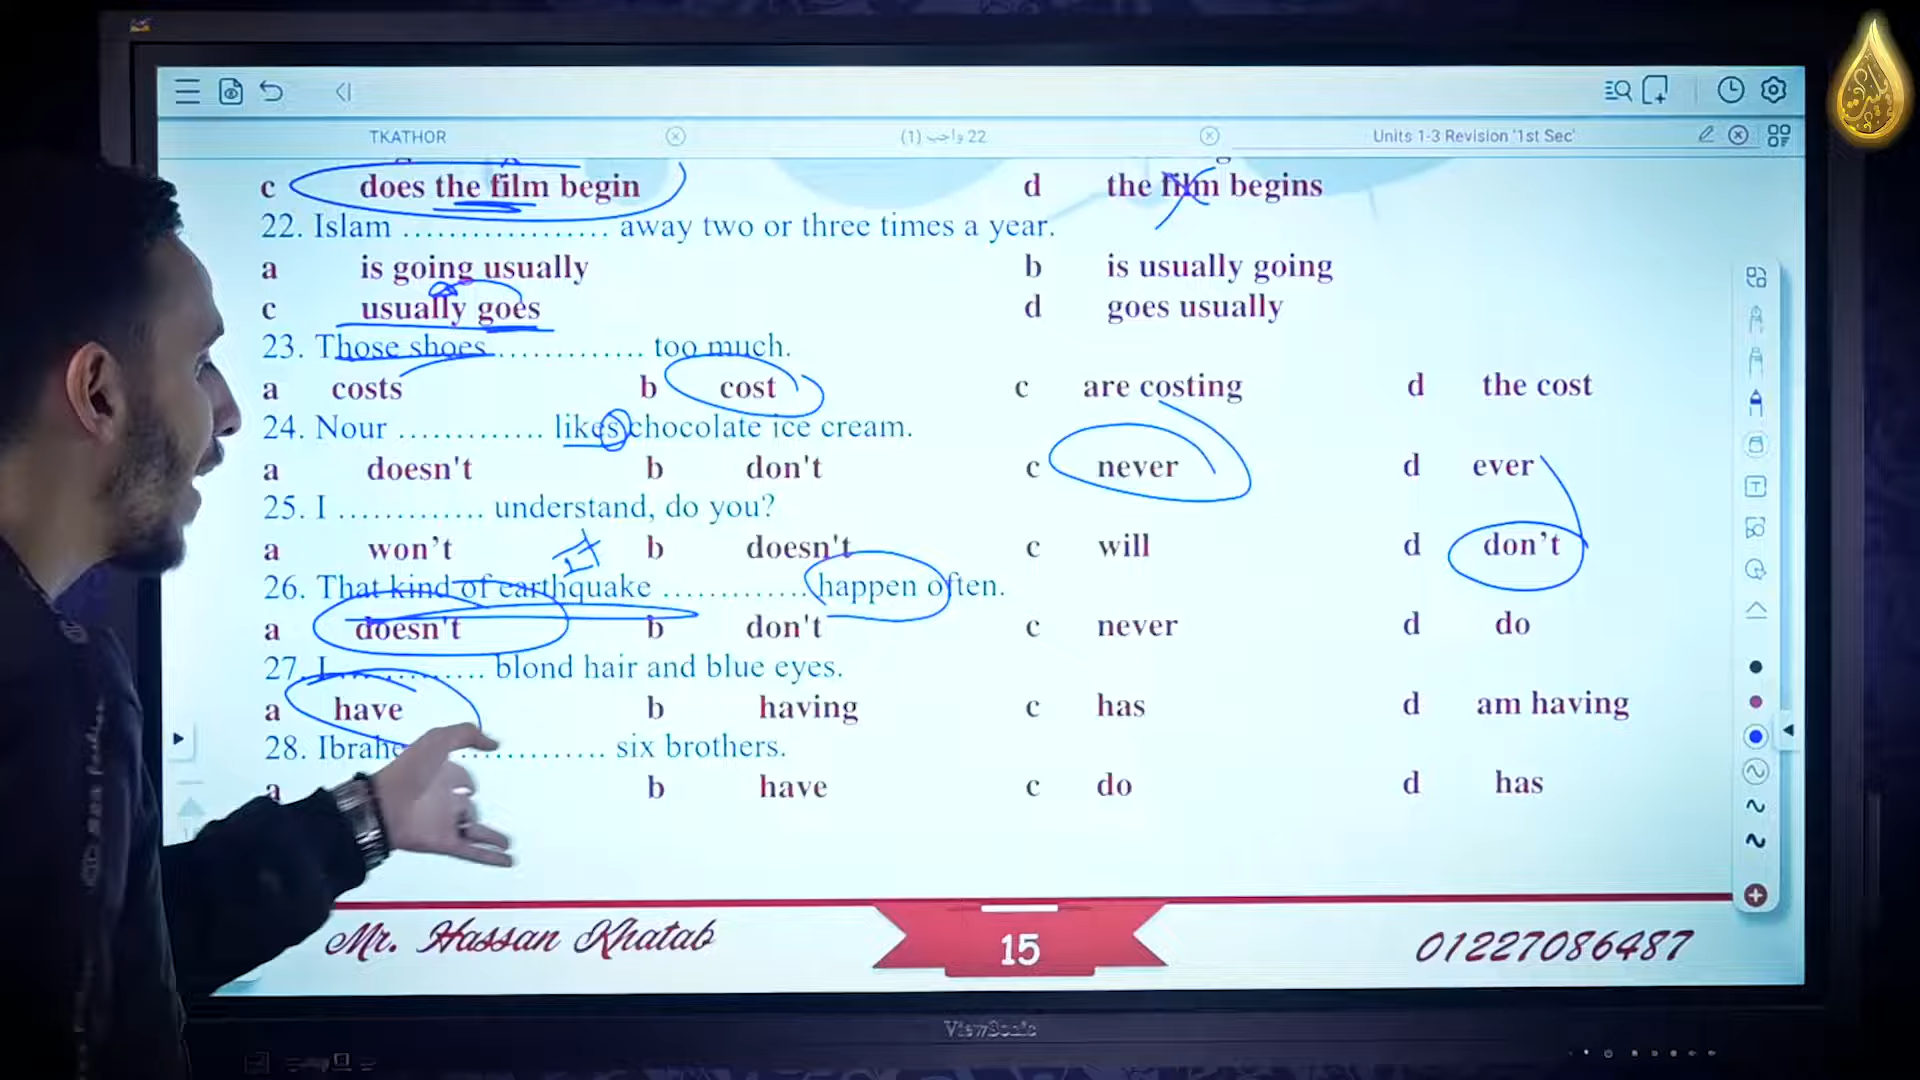 TKATHOR
22 واجب (1)
Units 1-3 Revision '1st Sec'
c does the film begin d the film begins
22. Islam .................. away two or three times a year.
a is going usually b is usually going
c usually goes d goes usually
23. Those shoes ............. too much.
a costs b cost c are costing d the cost
24. Nour ............. likes chocolate ice cream.
a doesn't b don't c never d ever
25. I ............. understand, do you?
a won't b doesn't c will d don't
It
26. That kind of earthquake ............. happen often.
a doesn't b don't c never d do
27. I ............. blond hair and blue eyes.
a have b having c has d am having
28. Ibrahe ............. six brothers.
a b have c do d has
Mr. Hassan Khatab 15 01227086487
ViewSonic